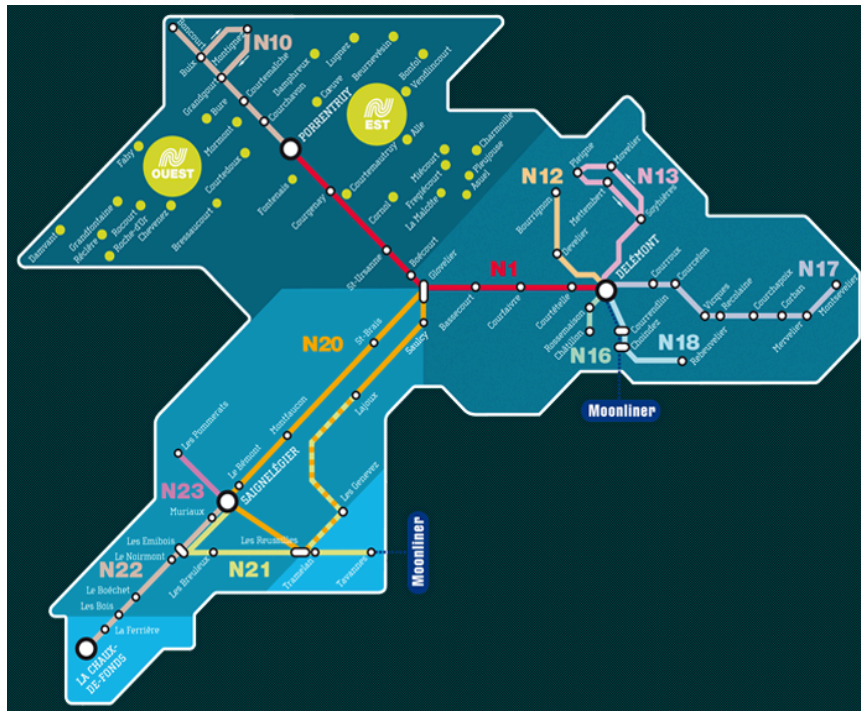 Boncourt
Buix
Montignez
N10
Grandgourt
Courtemaîche
Courchavon
Bure
Mormont
Damphreux
Lugnez
Cœuve
Beurnevésin
Bonfol
Vendlincourt
PORRENTRUY
EST
OUEST
Fahy
Courtedoux
Fontenais
Alle
Courtemautruy
Courgenay
Cornol
Miécourt
Fregiécourt
La Malcôte
Charmoille
Pleujouse
Asuel
Damvant
Grandfontaine
Réclère
Rocourt
Roche-d'Or
Chevenez
Bressaucourt
St-Ursanne
Boécourt
Glovelier
N12
Bourrignon
Develier
Pleigne
Movelier
Mettembert
N13
Soyhières
DELÉMONT
N1
Bassecourt
Courfaivre
Courtételle
Rossemaison
Châtillon
N16
Courroux
Courcelon
Vicques
Recolaine
Courchapoix
Corban
Mervelier
Montsevelier
N17
Courrendlin
Choindez
N18
Rebeuvelier
Moonliner
N20
St-Brais
Saulcy
Montfaucon
Lajoux
Les Pommerats
Le Bémont
SAIGNELÉGIER
N23
Muriaux
Les Genevez
Les Emibois
Le Noirmont
Les Reussilles
N22
Les Breuleux
N21
Tramelan
Tavannes
Moonliner
Le Boéchet
Les Bois
La Ferrière
LA CHAUX-
DE-FONDS